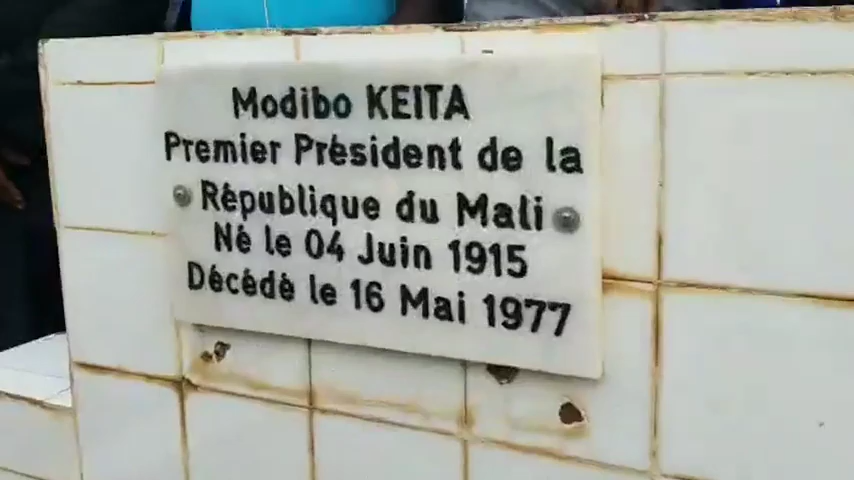 Modibo KEITA
Premier Président de la
République du Mali
Né le 04 Juin 1915
Décédé le 16 Mai 1977